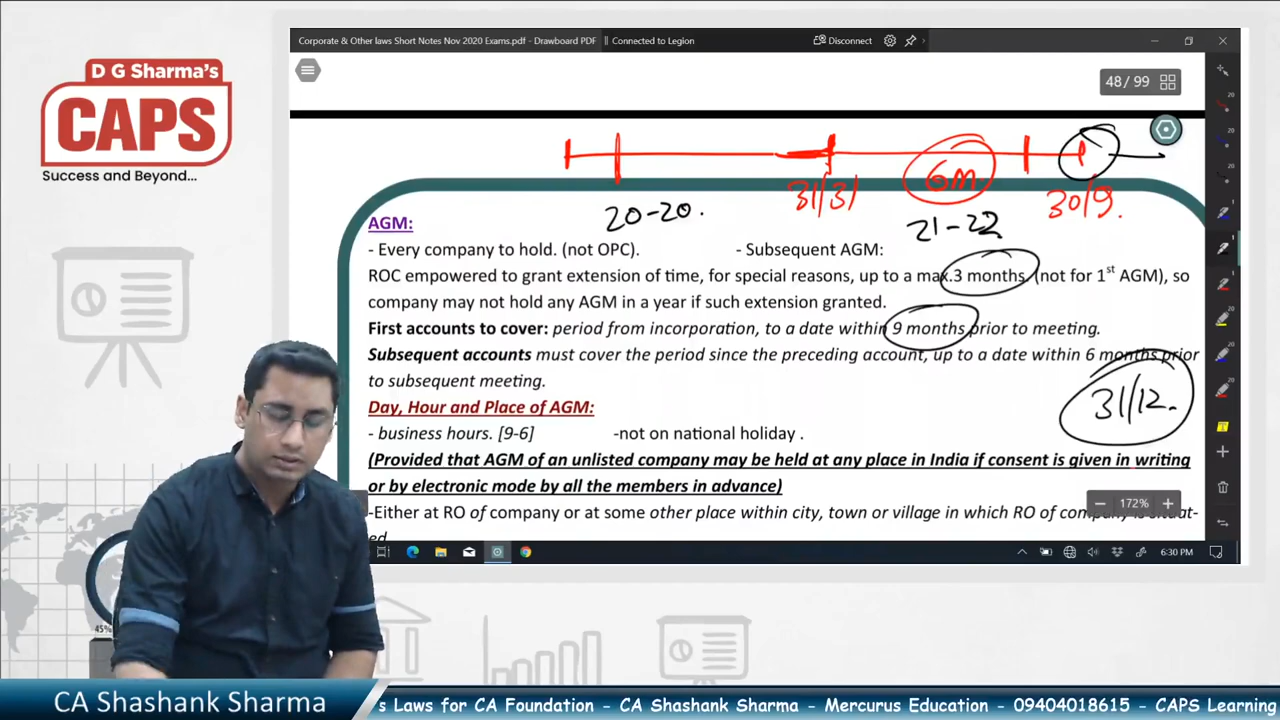 D G Sharma's
CAPS
Success and Beyond...
Corporate & Other laws Short Notes Nov 2020 Exams.pdf - Drawboard PDF || Connected to Legion
Disconnect
48 / 99
6m
31/31
30/9.
20-20.
21-22
AGM:
- Every company to hold. (not OPC). - Subsequent AGM:
ROC empowered to grant extension of time, for special reasons, up to a max.3 months. (not for 1st AGM), so
company may not hold any AGM in a year if such extension granted.
First accounts to cover: period from incorporation, to a date within 9 months prior to meeting.
Subsequent accounts must cover the period since the preceding account, up to a date within 6 months prior
to subsequent meeting.
31/12.
Day, Hour and Place of AGM:
- business hours. [9-6] -not on national holiday .
(Provided that AGM of an unlisted company may be held at any place in India if consent is given in writing
or by electronic mode by all the members in advance)
172%
-Either at RO of company or at some other place within city, town or village in which RO of company is situat-
ed
6:30 PM
45%
CA Shashank Sharma
s Laws for CA Foundation - CA Shashank Sharma - Mercurus Education - 09404018615 - CAPS Learning